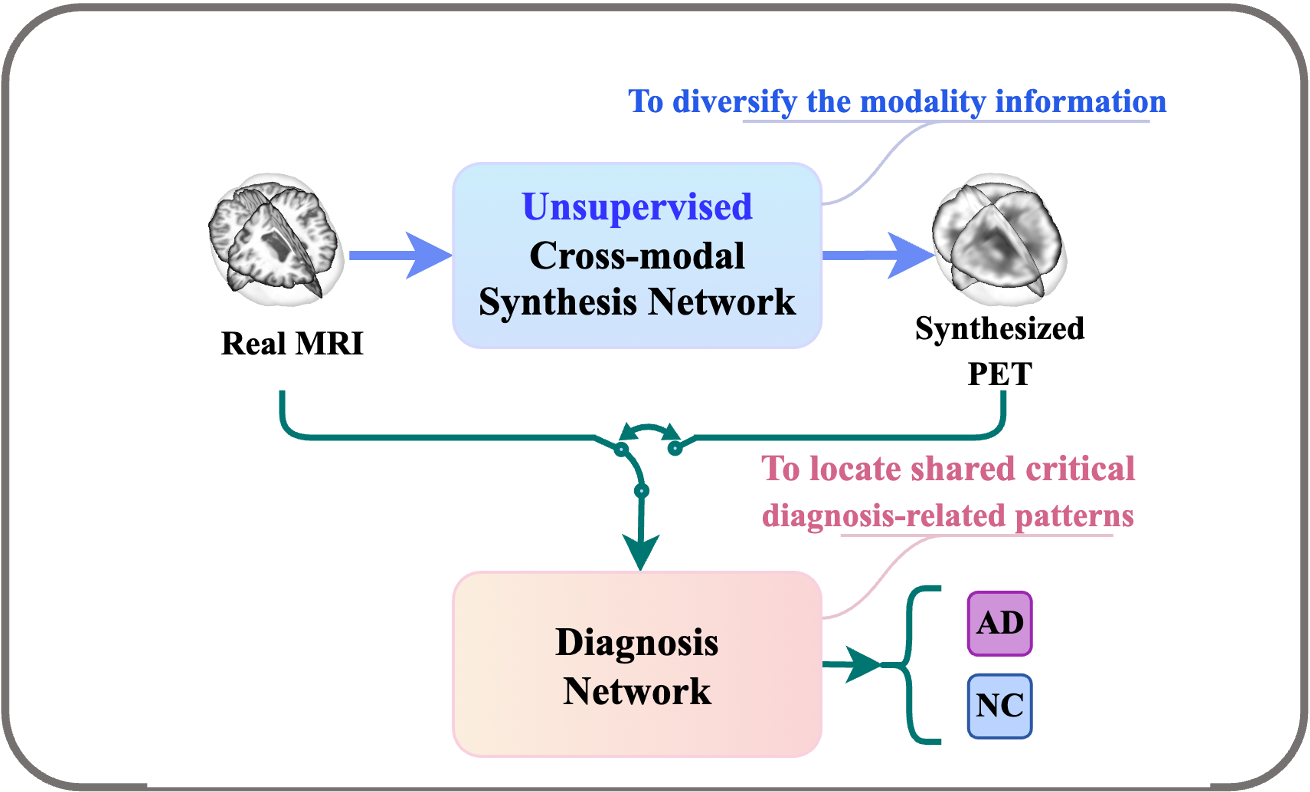 To diversify the modality information
Unsupervised
Cross-modal
Synthesis Network
Real MRI
Synthesized
PET
To locate shared critical
diagnosis-related patterns
Diagnosis
Network
AD
NC